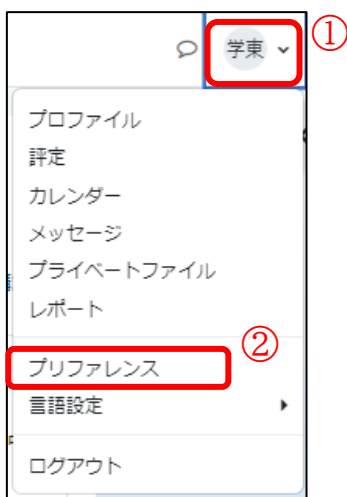 学東 ①
プロファイル
評定
カレンダー
メッセージ
プライベートファイル
レポート
②
プリファレンス
言語設定
ログアウト